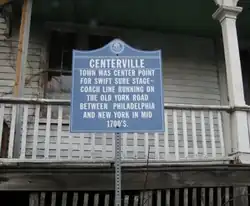 CENTERVILLE
TOWN WAS CENTER POINT
FOR SWIFT SURE STAGE-
COACH LINE RUNNING ON
THE OLD YORK ROAD
BETWEEN PHILADELPHIA
AND NEW YORK IN MID
1700'S.